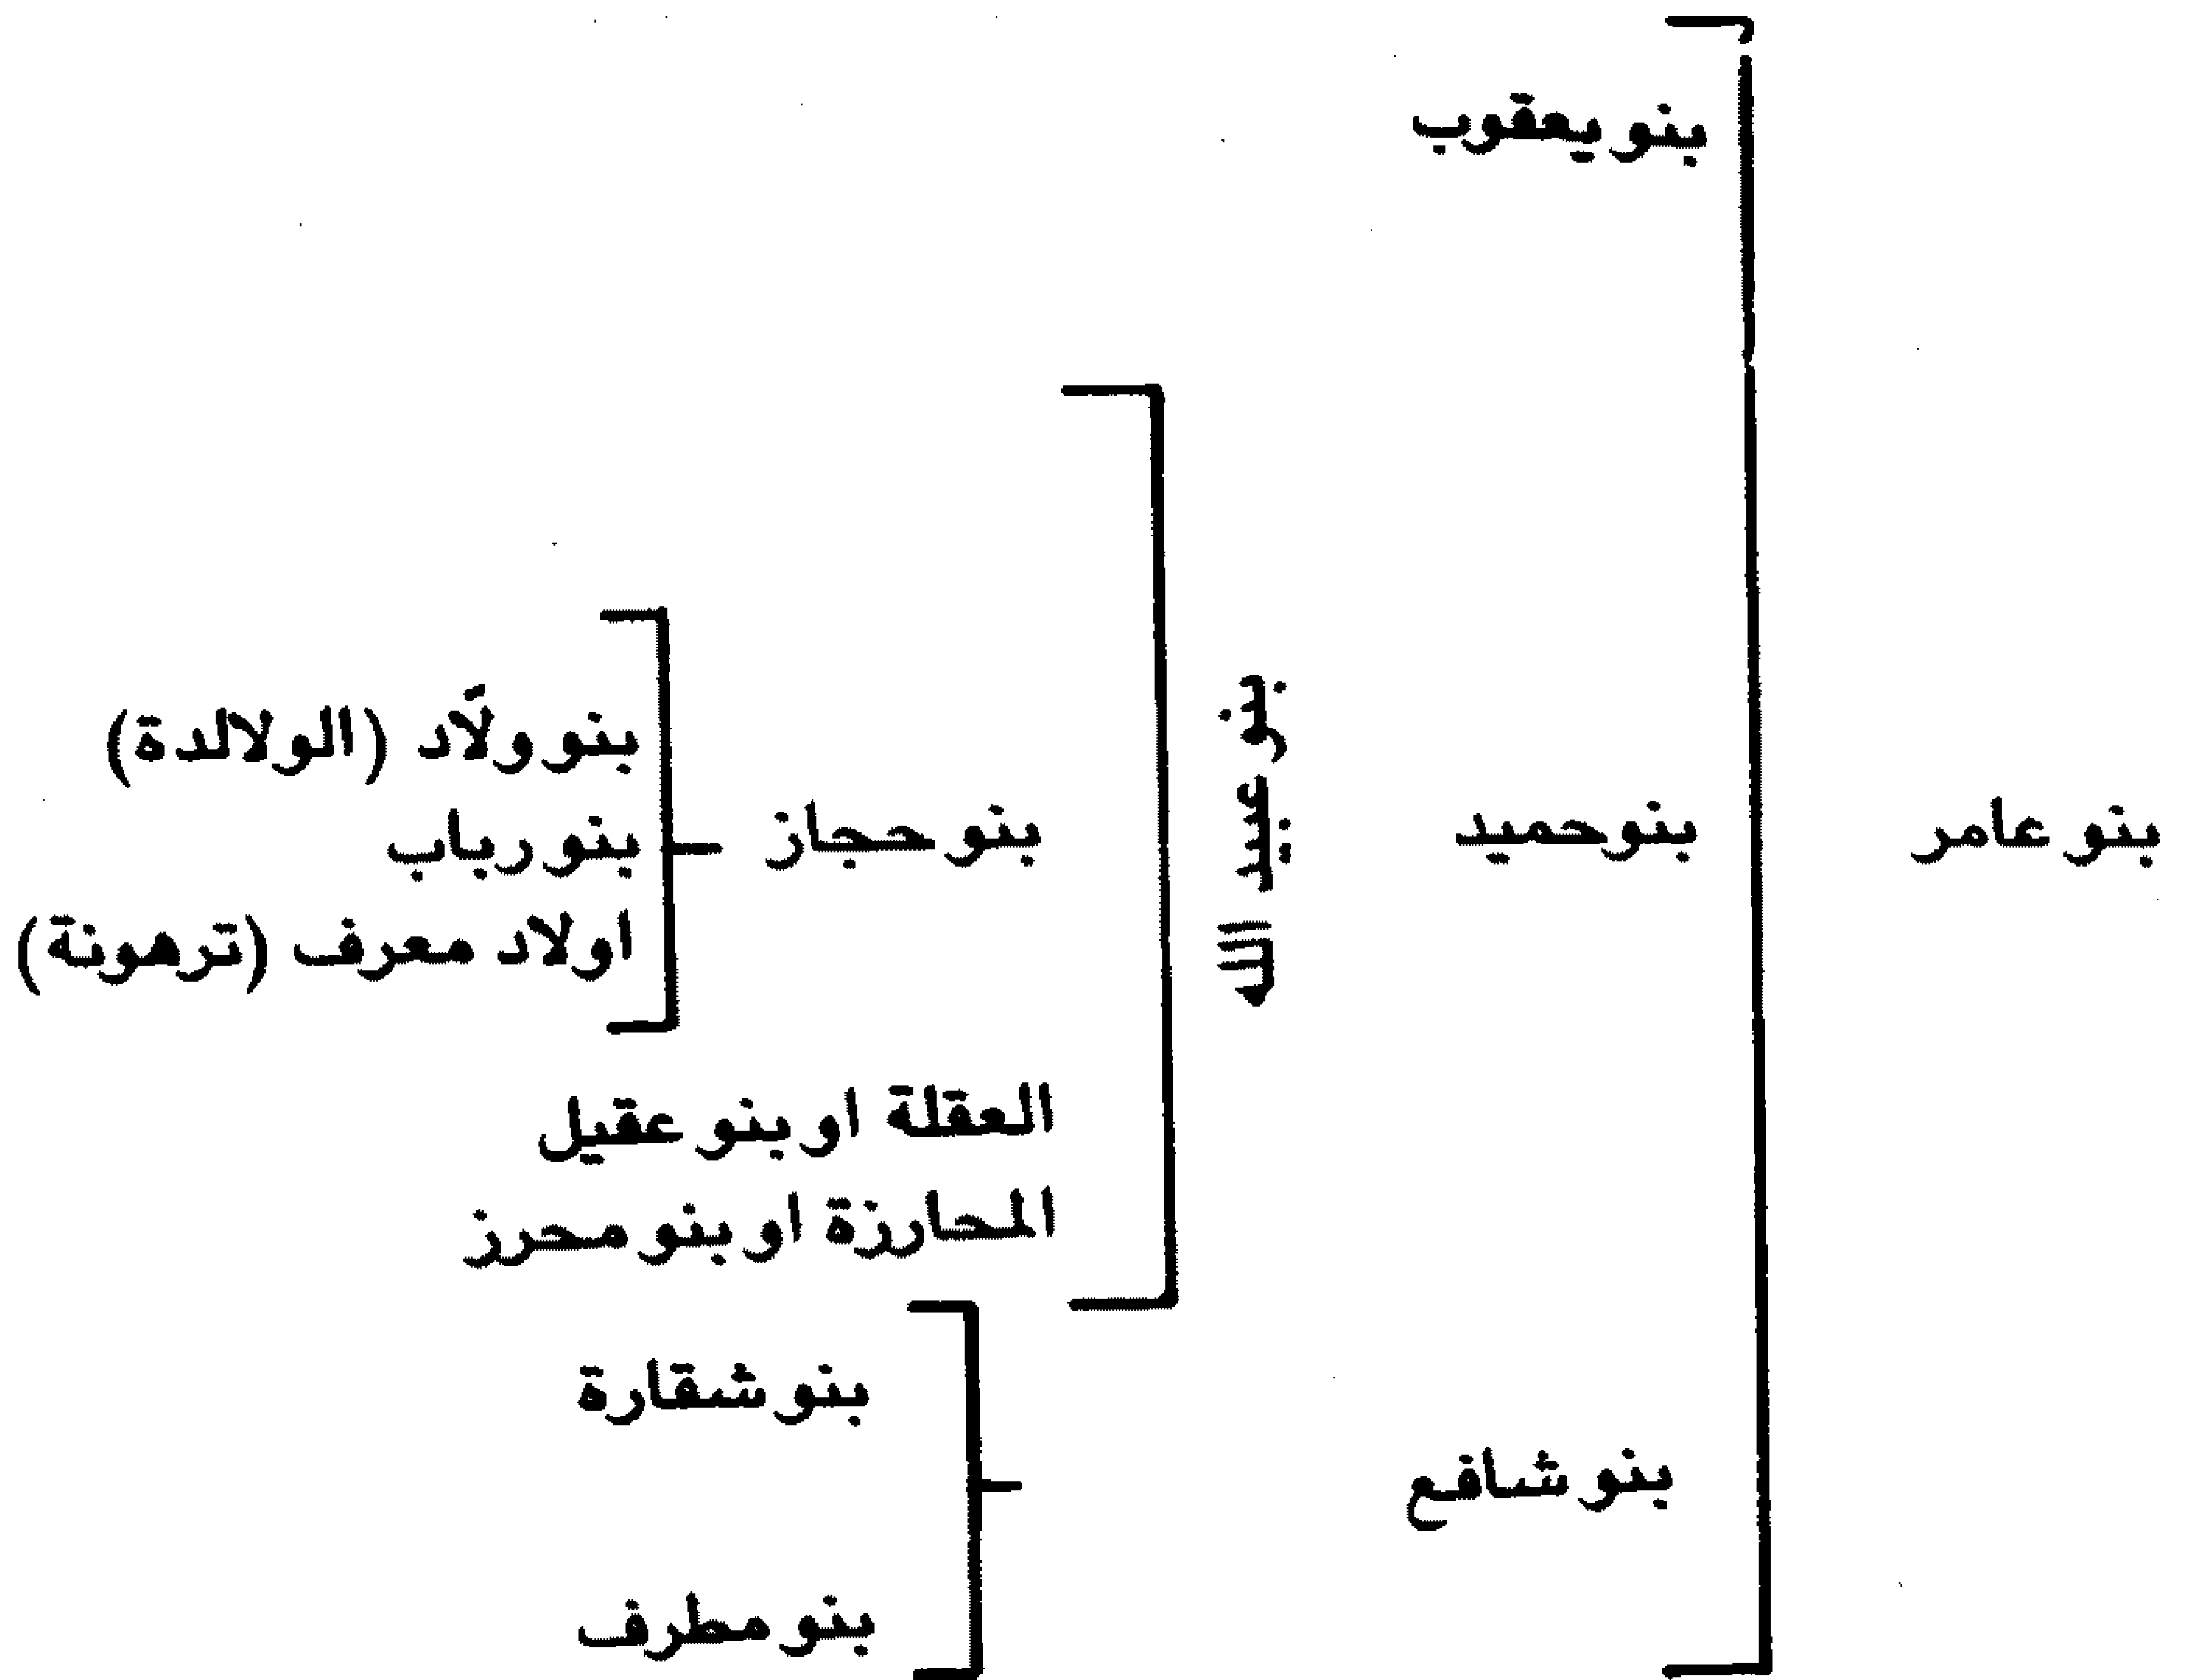 بنو عامر
بنو يعقوب
بنو حميد
بنو شافع
بنو عبيد الله
بنو حجاز
العقلة او بنو عقيل
المحارزة او بنو محرز
بنو ولّاد (الولالدة)
بنو رباب
اولاد معرف (ترهونة)
بنو شقارة
بنو مطرف